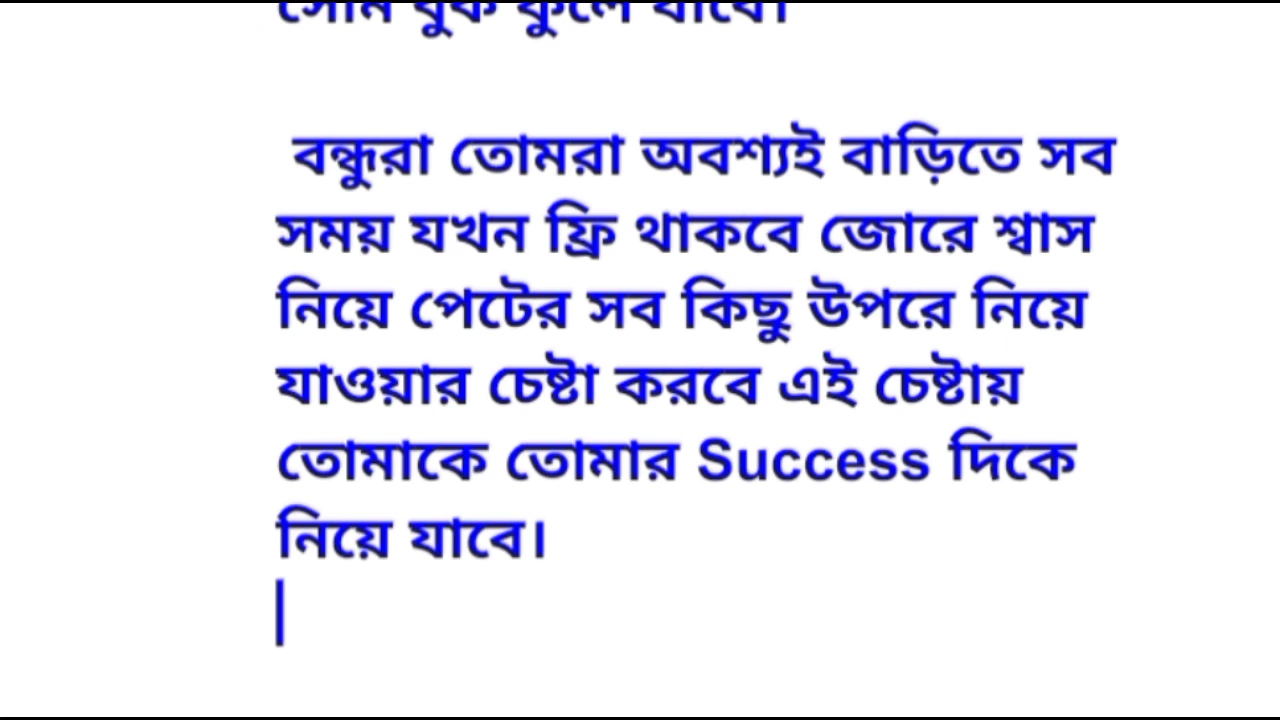 বুক ফুলে যাবে।
বন্ধুরা তোমরা অবশ্যই বাড়িতে সব
সময় যখন ফ্রি থাকবে জোরে শ্বাস
নিয়ে পেটের সব কিছু উপরে নিয়ে
যাওয়ার চেষ্টা করবে এই চেষ্টায়
তোমাকে তোমার Success দিকে
নিয়ে যাবে।